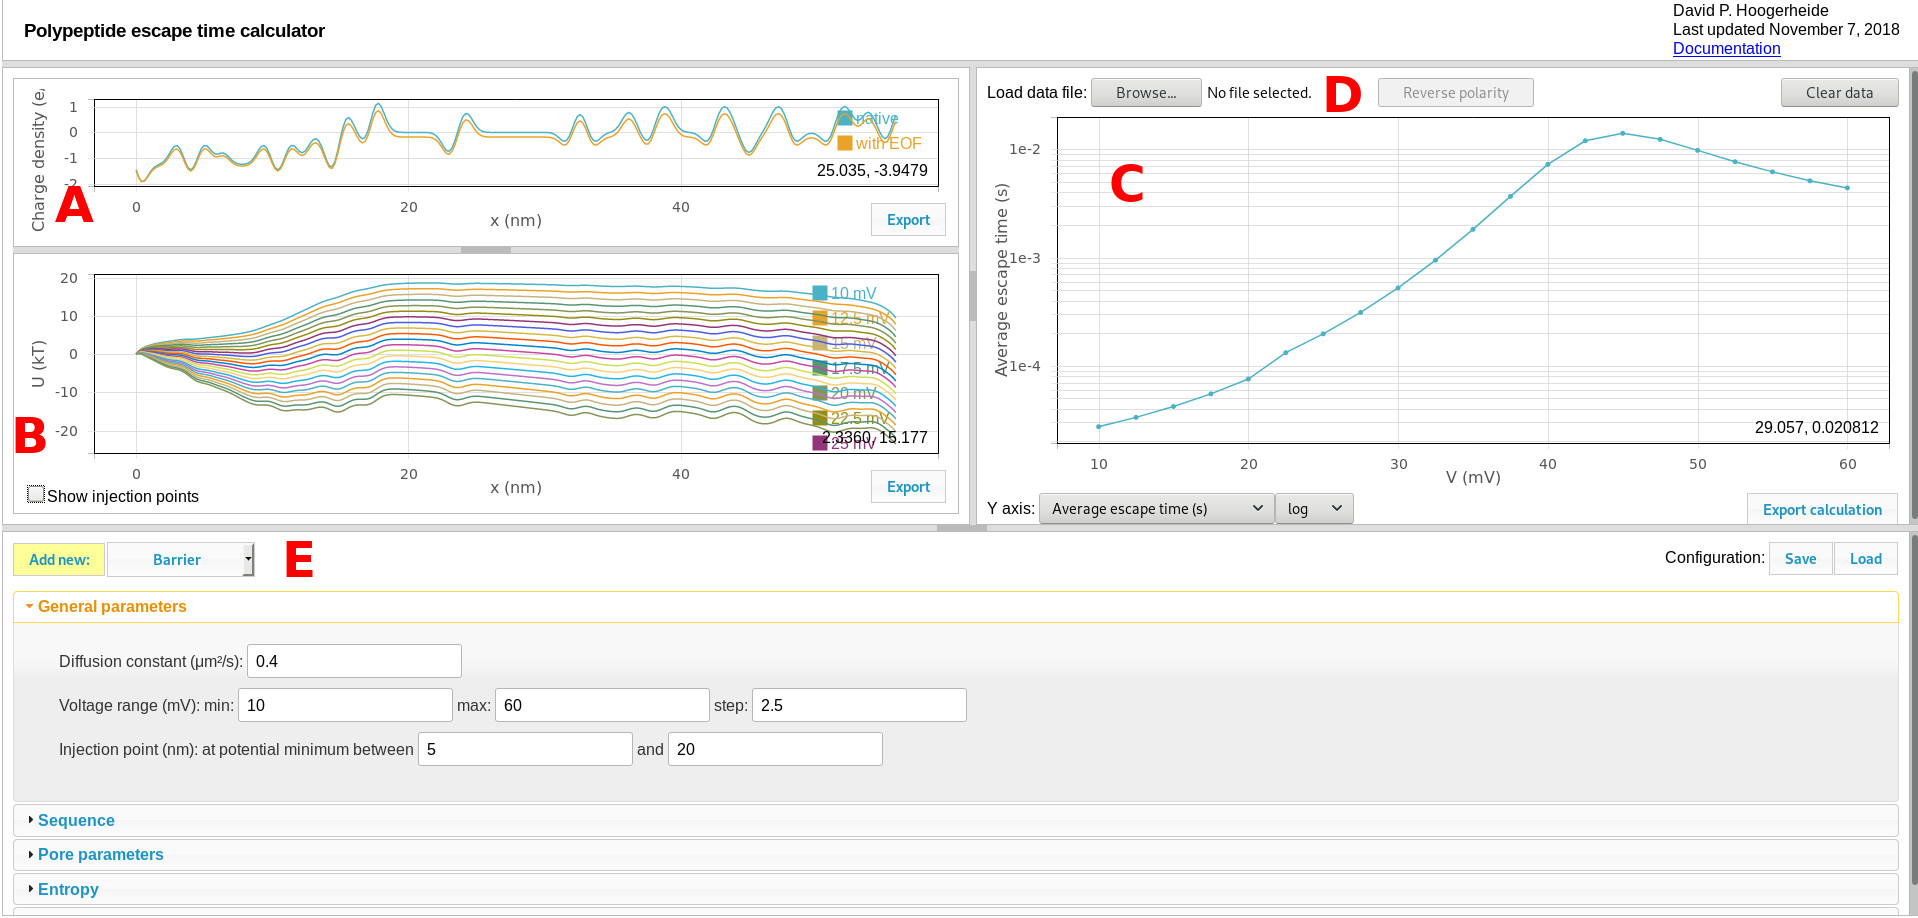 Polypeptide escape time calculator
David P. Hoogerheide
Last updated November 7, 2018
Documentation
Charge density (e,
1
0
-1
-2
native
with EOF
25.035, -3.9479
A
0
20
40
x (nm)
Export
U (kT)
20
10
0
-10
-20
10 mV
12.5 mV
15 mV
17.5 mV
20 mV
22.5 mV
25 mV
2.3360, 15.177
B
0
20
40
x (nm)
Show injection points
Export
Load data file: Browse... No file selected. D Reverse polarity Clear data
Average escape time (s)
1e-2
1e-3
1e-4
C
29.057, 0.020812
10
20
30
40
50
60
V (mV)
Y axis: Average escape time (s) log Export calculation
Add new: Barrier E Configuration: Save Load
General parameters
Diffusion constant (μm²/s): 0.4
Voltage range (mV): min: 10 max: 60 step: 2.5
Injection point (nm): at potential minimum between 5 and 20
Sequence
Pore parameters
Entropy